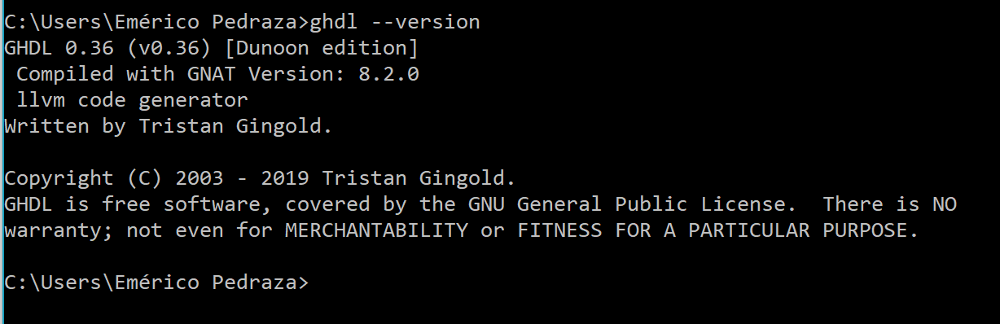 C:\Users\Emérico Pedraza>ghdl --version
GHDL 0.36 (v0.36) [Dunoon edition]
 Compiled with GNAT Version: 8.2.0
 llvm code generator
Written by Tristan Gingold.

Copyright (C) 2003 - 2019 Tristan Gingold.
GHDL is free software, covered by the GNU General Public License.  There is NO
warranty; not even for MERCHANTABILITY or FITNESS FOR A PARTICULAR PURPOSE.

C:\Users\Emérico Pedraza>